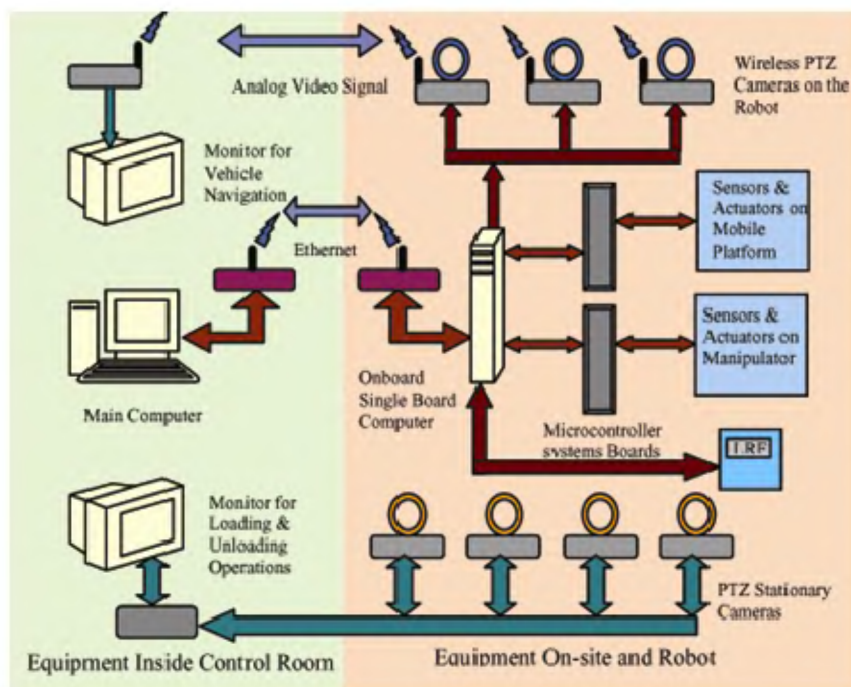 Analog Video Signal
Wireless PTZ
Cameras on the
Robot
Monitor for
Vehicle
Navigation
Ethernet
Sensors &
Actuators on
Mobile
Platform
Sensors &
Actuators on
Manipulator
Main Computer
Onboard
Single Board
Computer
Microcontroller
systems Boards
LRF
Monitor for
Loading &
Unloading
Operations
PTZ Stationary
Cameras
Equipment Inside Control Room
Equipment On-site and Robot